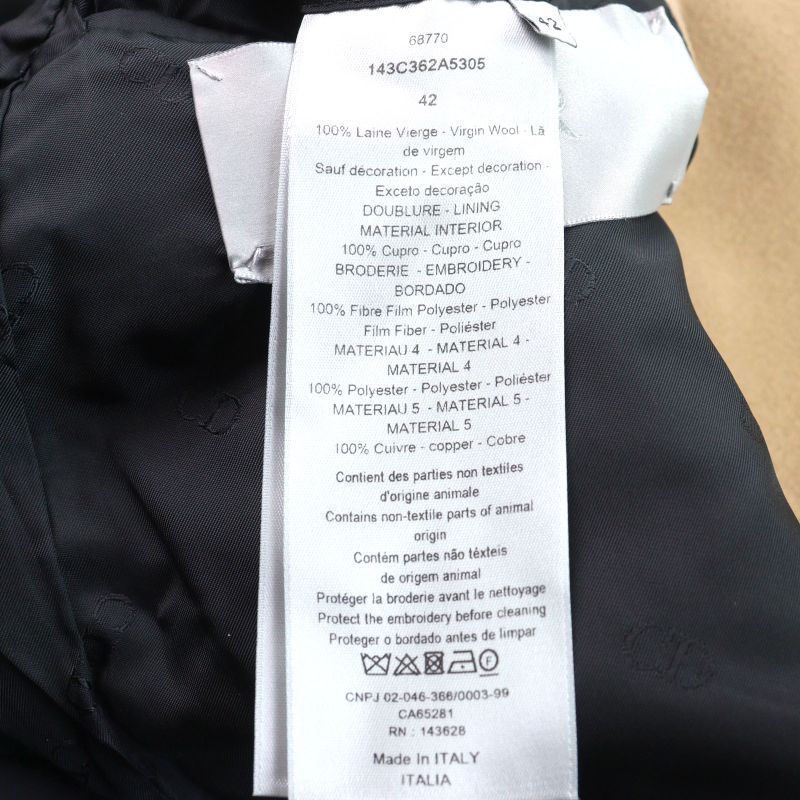 42
68770
143C362A5305
42
100% Laine Vierge - Virgin Wool - Lã
de virgem
Sauf décoration - Except decoration -
Exceto decoração
DOUBLURE - LINING
MATERIAL INTERIOR
100% Cupro - Cupro - Cupro
BRODERIE - EMBROIDERY -
BORDADO
100% Fibre Film Polyester - Polyester
Film Fiber - Poliéster
MATERIAU 4 - MATERIAL 4 -
MATERIAL 4
100% Polyester - Polyester - Poliéster
MATERIAU 5 - MATERIAL 5 -
MATERIAL 5
100% Cuivre - copper - Cobre
Contient des parties non textiles
d'origine animale
Contains non-textile parts of animal
origin
Contém partes não têxteis
de origem animal
Protéger la broderie avant le nettoyage
Protect the embroidery before cleaning
Proteger o bordado antes de limpar
F
CNPJ 02-046-366/0003-99
CA65281
RN : 143628
Made In ITALY
ITALIA
CD
CD